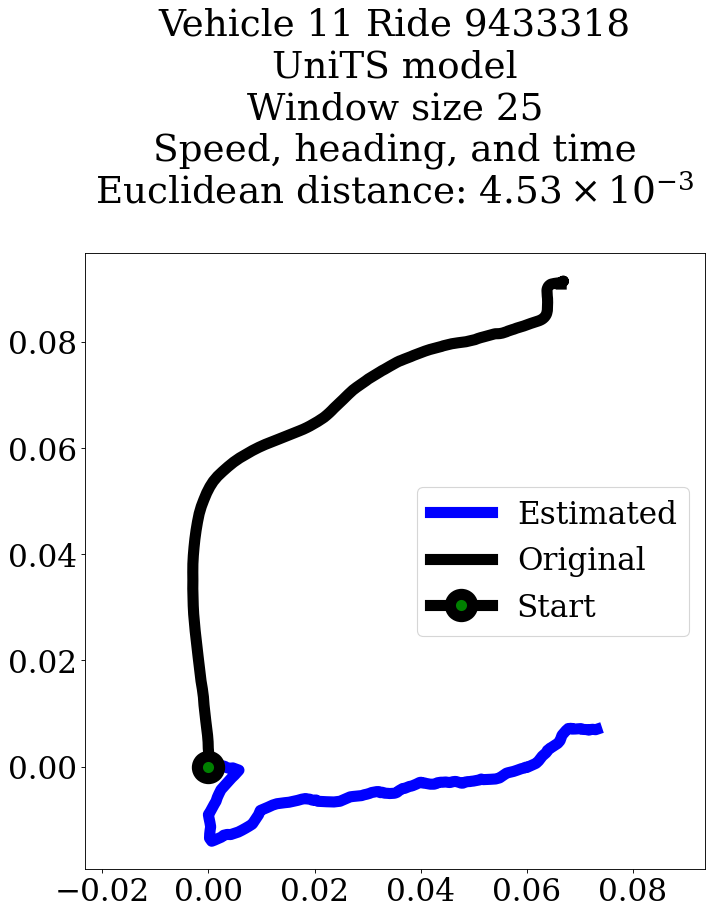 Vehicle 11 Ride 9433318
UniTS model
Window size 25
Speed, heading, and time
Euclidean distance: 4.53 × 10⁻³
0.08
0.06
0.04
0.02
0.00
Estimated
Original
Start
−0.02 0.00 0.02 0.04 0.06 0.08